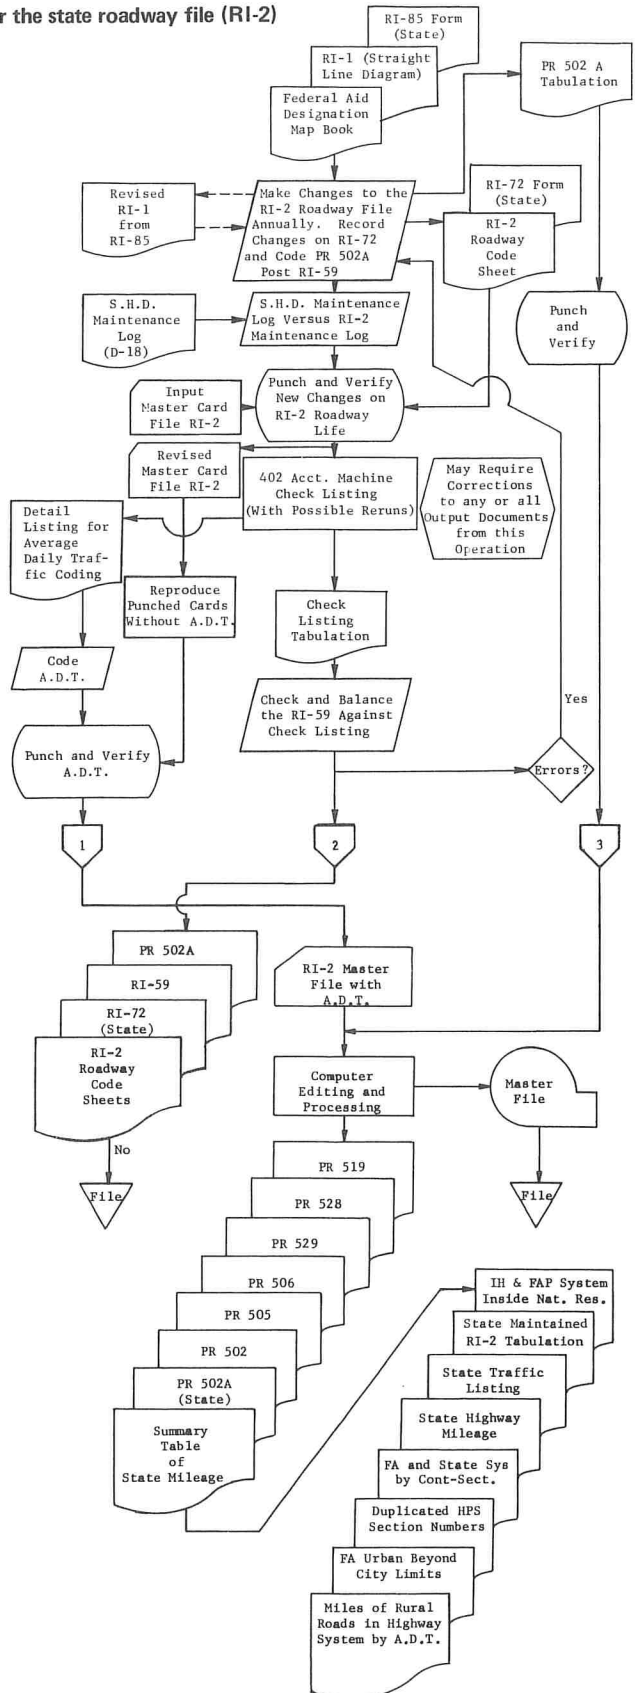 r the state roadway file (RI-2)
RI-85 Form
(State)
RI-1 (Straight
Line Diagram)
Federal Aid
Designation
Map Book
PR 502 A
Tabulation
Revised
RI-1
from
RI-85
Make Changes to the
RI-2 Roadway File
Annually. Record
Changes on RI-72
and Code PR 502A
Post RI-59
RI-72 Form
(State)
RI-2
Roadway
Code
Sheet
S.H.D.
Maintenance
Log
(D-18)
S.H.D. Maintenance
Log Versus RI-2
Maintenance Log
Punch
and
Verify
Input
Master Card
File RI-2
Punch and Verify
New Changes on
RI-2 Roadway
Life
Revised
Master Card
File RI-2
402 Acct. Machine
Check Listing
(With Possible Reruns)
May Require
Corrections
to any or all
Output Documents
from this
Operation
Detail
Listing for
Average
Daily Traf-
fic Coding
Reproduce
Punched Cards
Without A.D.T.
Check
Listing
Tabulation
Code
A.D.T.
Check and Balance
the RI-59 Against
Check Listing
Yes
Punch and Verify
A.D.T.
Errors?
1
2
3
PR 502A
RI-59
RI-72
(State)
RI-2
Roadway
Code
Sheets
RI-2 Master
File with
A.D.T.
Computer
Editing and
Processing
Master
File
No
File
File
PR 519
PR 528
PR 529
PR 506
PR 505
PR 502
PR 502A
(State)
Summary
Table
of
State Mileage
IH & FAP System
Inside Nat. Res.
State Maintained
RI-2 Tabulation
State Traffic
Listing
State Highway
Mileage
FA and State Sys
by Cont-Sect.
Duplicated HPS
Section Numbers
FA Urban Beyond
City Limits
Miles of Rural
Roads in Highway
System by A.D.T.